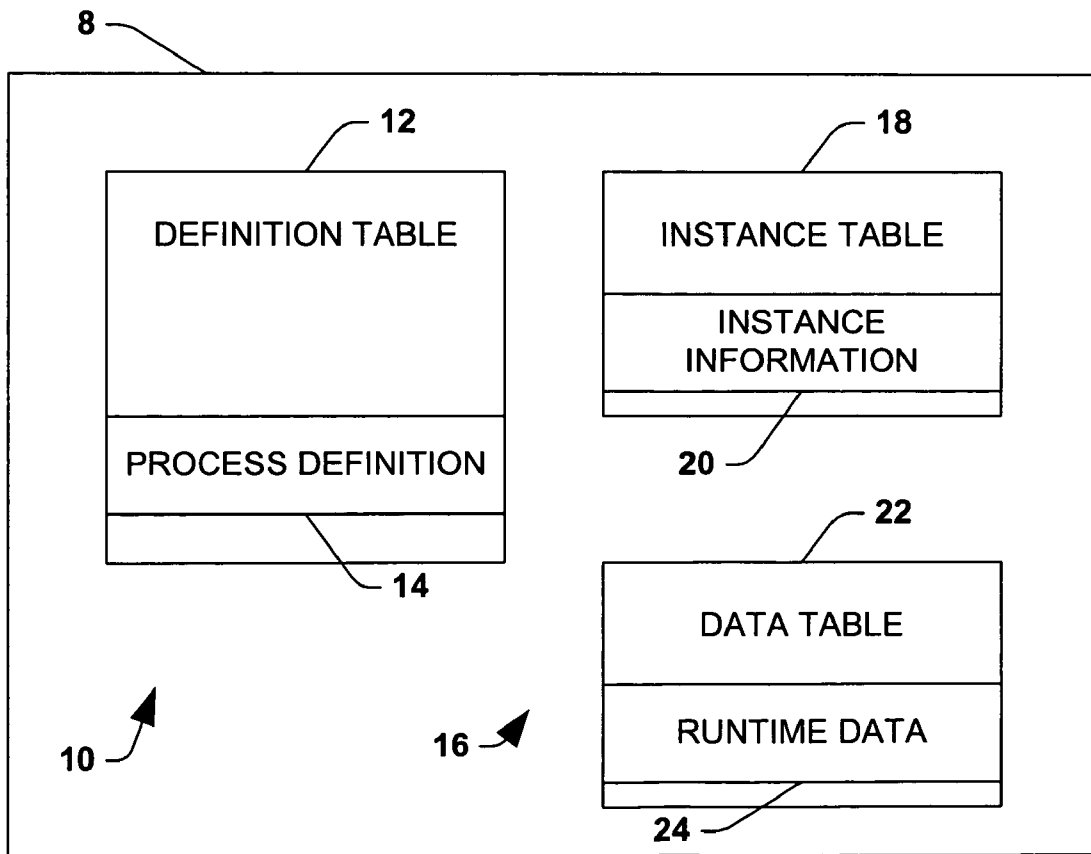 8
12
18
DEFINITION TABLE
INSTANCE TABLE
INSTANCE
INFORMATION
PROCESS DEFINITION
20
14
22
DATA TABLE
RUNTIME DATA
10
16
24